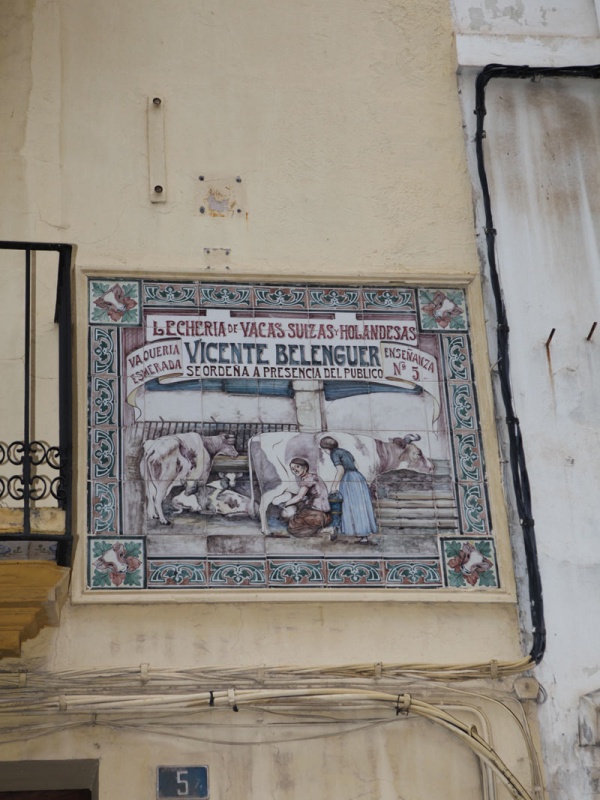 LECHERIA DE VACAS SUIZAS Y HOLANDESAS
VAQUERIA
ESMERADA
VICENTE BELENGUER
SE ORDEÑA A PRESENCIA DEL PUBLICO
ENSEÑANZA
Nº 5
5